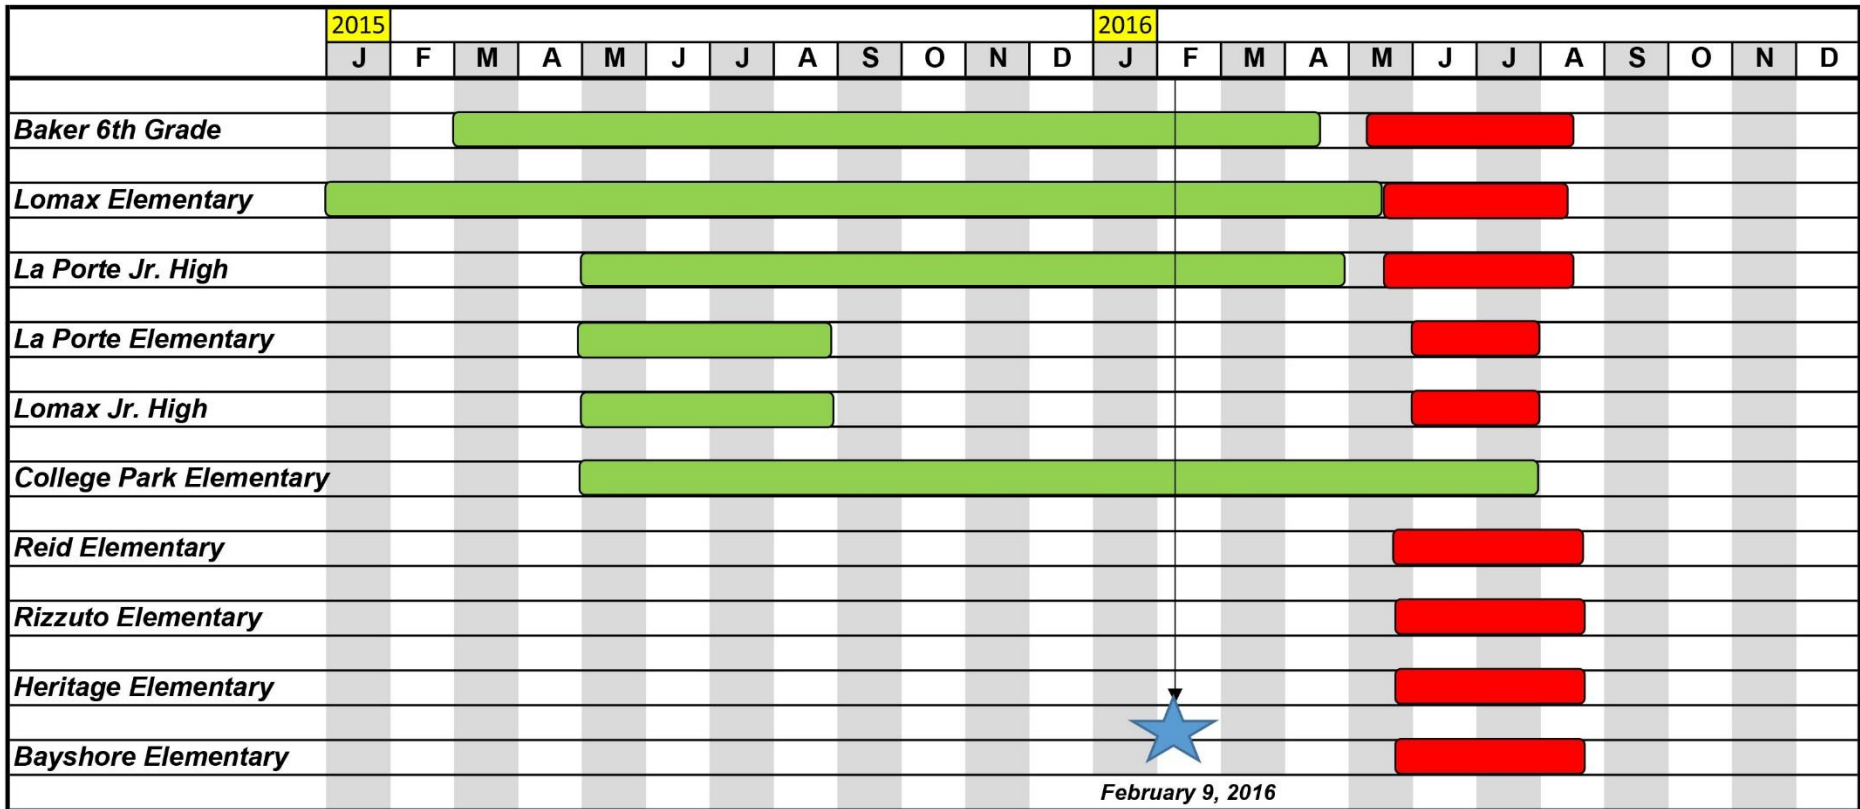 2015 2016
J F M A M J J A S O N D J F M A M J J A S O N D
Baker 6th Grade
Lomax Elementary
La Porte Jr. High
La Porte Elementary
Lomax Jr. High
College Park Elementary
Reid Elementary
Rizzuto Elementary
Heritage Elementary
Bayshore Elementary
February 9, 2016